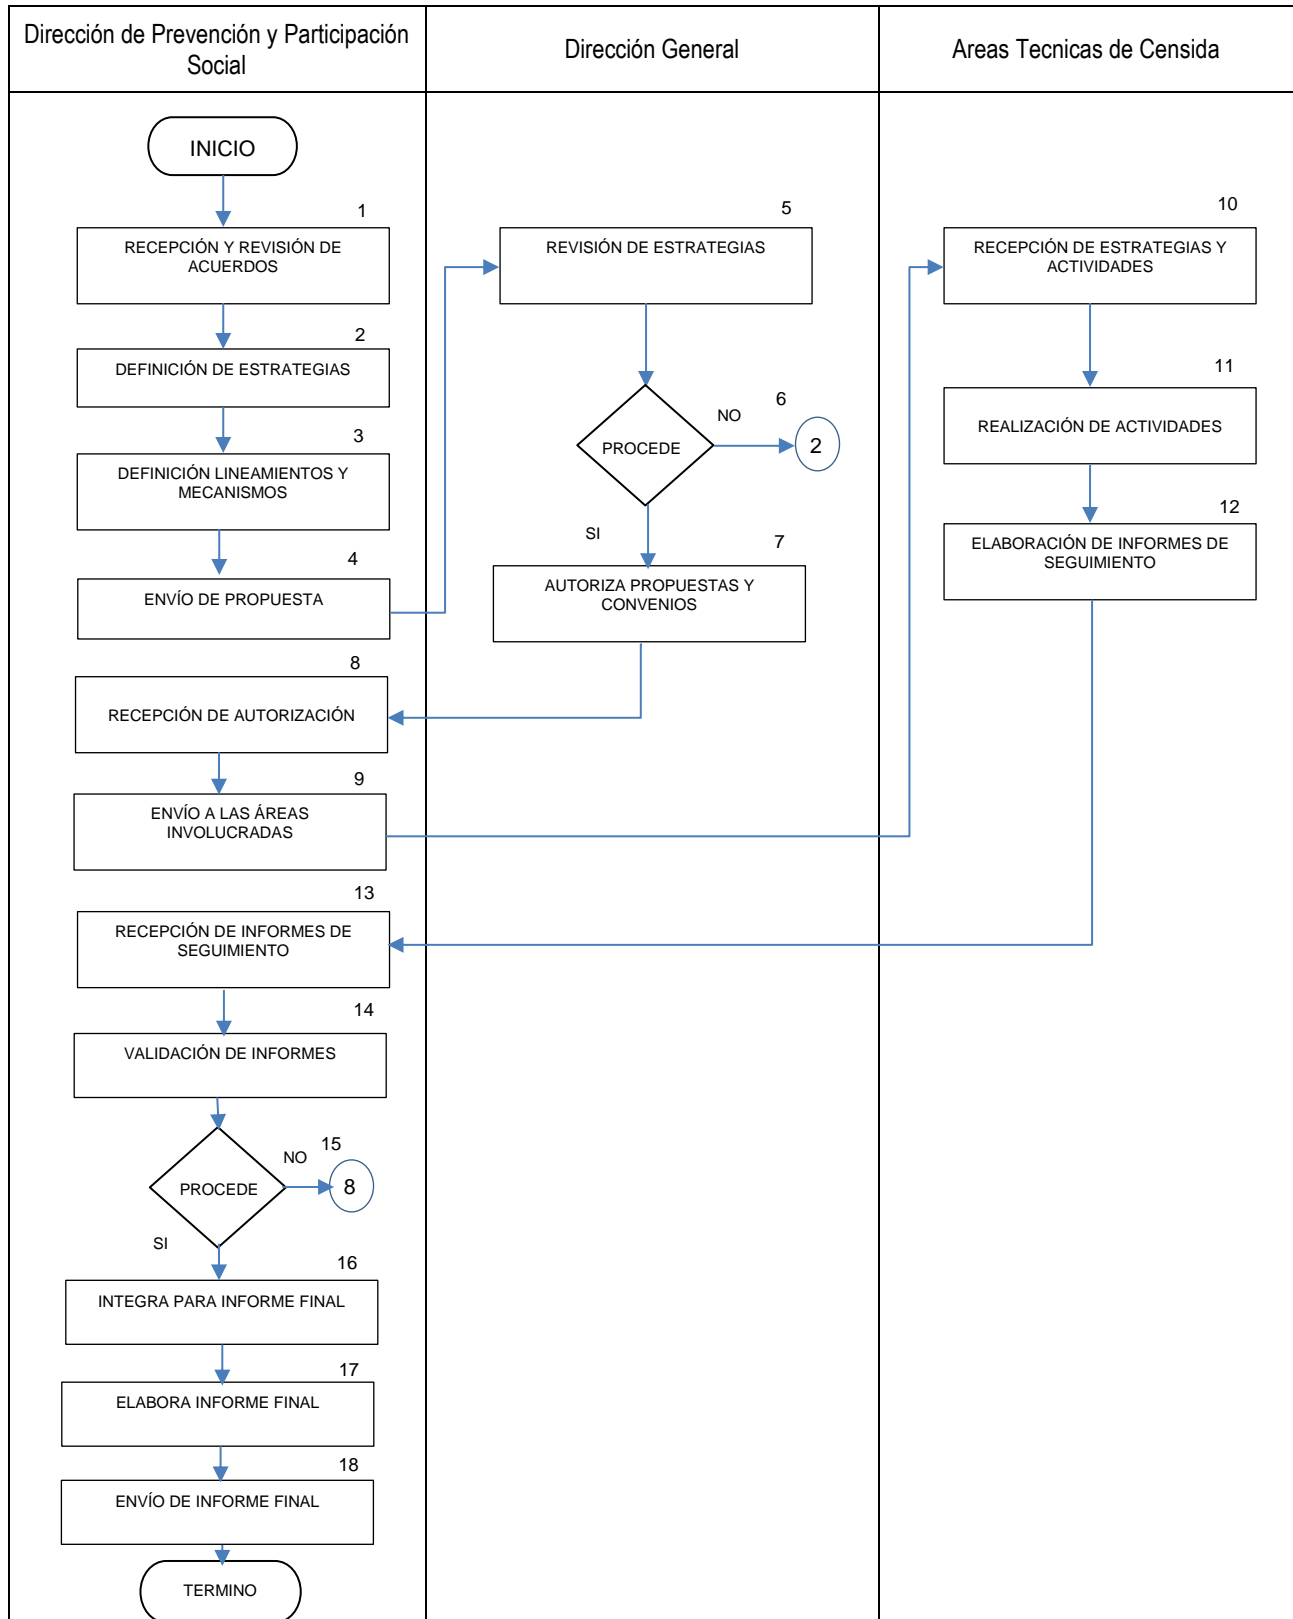 Dirección de Prevención y Participación
Social
Dirección General
Areas Tecnicas de Censida
INICIO
1
RECEPCIÓN Y REVISIÓN DE
ACUERDOS
2
DEFINICIÓN DE ESTRATEGIAS
3
DEFINICIÓN LINEAMIENTOS Y
MECANISMOS
4
ENVÍO DE PROPUESTA
5
REVISIÓN DE ESTRATEGIAS
6
NO
PROCEDE
2
SI
7
AUTORIZA PROPUESTAS Y
CONVENIOS
8
RECEPCIÓN DE AUTORIZACIÓN
9
ENVÍO A LAS ÁREAS
INVOLUCRADAS
10
RECEPCIÓN DE ESTRATEGIAS Y
ACTIVIDADES
11
REALIZACIÓN DE ACTIVIDADES
12
ELABORACIÓN DE INFORMES DE
SEGUIMIENTO
13
RECEPCIÓN DE INFORMES DE
SEGUIMIENTO
14
VALIDACIÓN DE INFORMES
15
NO
PROCEDE
8
SI
16
INTEGRA PARA INFORME FINAL
17
ELABORA INFORME FINAL
18
ENVÍO DE INFORME FINAL
TERMINO